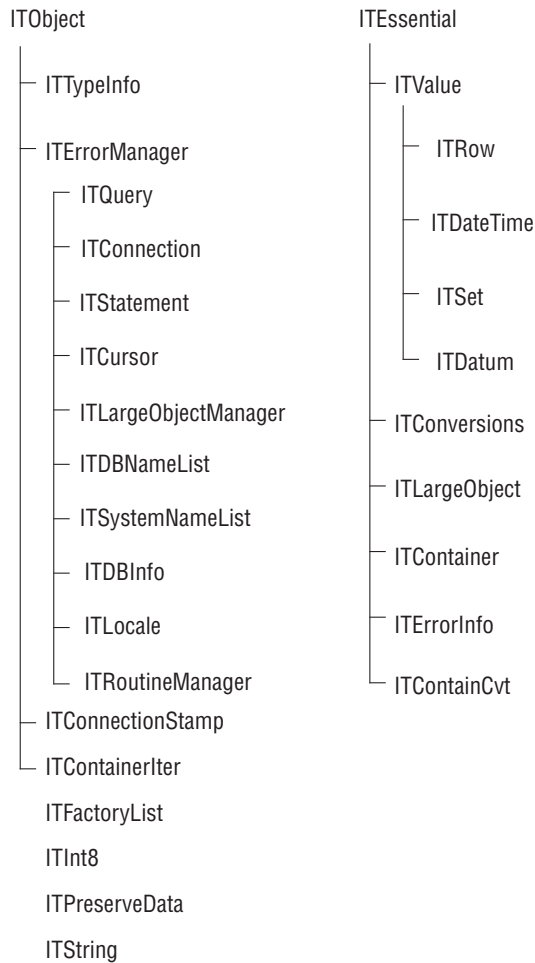 ITObject
ITTypeInfo
ITErrorManager
ITQuery
ITConnection
ITStatement
ITCursor
ITLargeObjectManager
ITDBNameList
ITSystemNameList
ITDBInfo
ITLocale
ITRoutineManager
ITConnectionStamp
ITContainerIter
ITFactoryList
ITInt8
ITPreserveData
ITString
ITEssential
ITValue
ITRow
ITDateTime
ITSet
ITDatum
ITConversions
ITLargeObject
ITContainer
ITErrorInfo
ITContainCvt